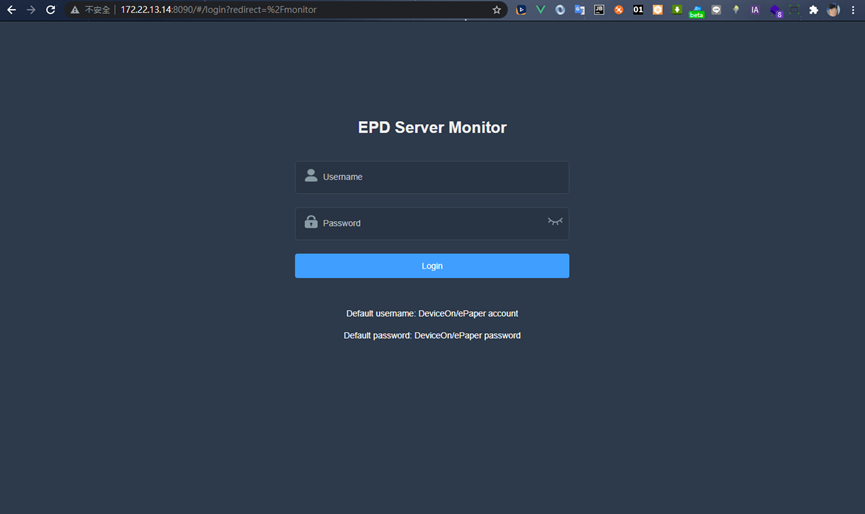 不安全 | 172.22.13.14:8090/#/login?redirect=%2Fmonitor
JB
01
IA
beta
8
EPD Server Monitor
Username
Password
Login
Default username: DeviceOn/ePaper account
Default password: DeviceOn/ePaper password